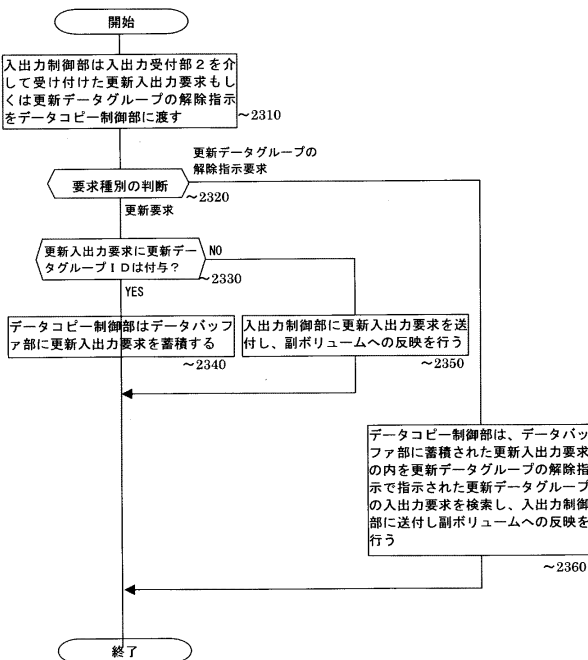 開始
入出力制御部は入出力受付部2を介
して受け付けた更新入出力要求もし
くは更新データグループの解除指示
をデータコピー制御部に渡す
~2310
更新データグループの
解除指示要求
要求種別の判断
~2320
更新要求
更新入出力要求に更新デー
タグループIDは付与?
NO
~2330
YES
データコピー制御部はデータバッフ
ァ部に更新入出力要求を蓄積する
~2340
入出力制御部に更新入出力要求を送
付し、副ボリュームへの反映を行う
~2350
データコピー制御部は、データバッ
ファ部に蓄積された更新入出力要求
の内を更新データグループの解除指
示で指示された更新データグループ
の入出力要求を検索し、入出力制御
部に送付し副ボリュームへの反映を
行う
~2360
終了